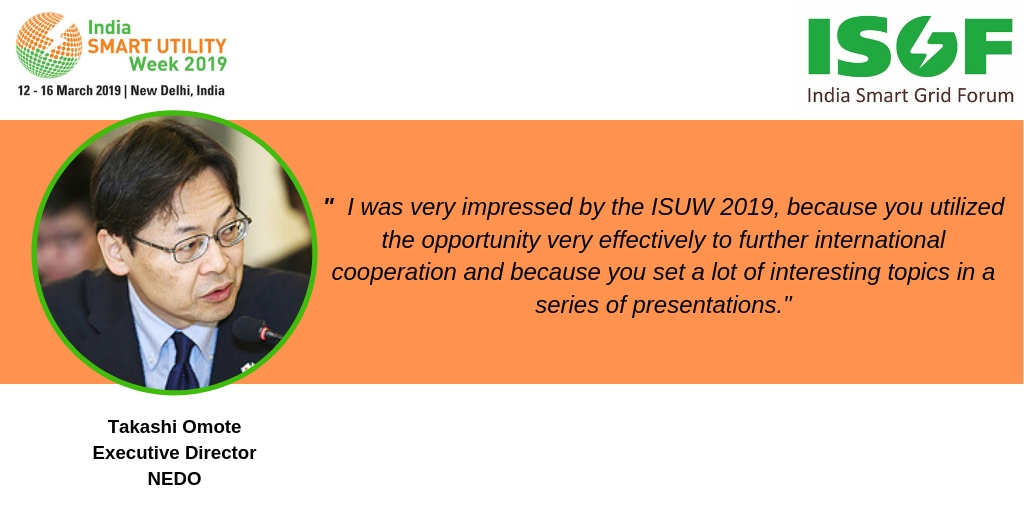 India
SMART UTILITY
Week 2019
12 - 16 March 2019 | New Delhi, India
ISGF
India Smart Grid Forum
" I was very impressed by the ISUW 2019, because you utilized
the opportunity very effectively to further international
cooperation and because you set a lot of interesting topics in a
series of presentations."
Takashi Omote
Executive Director
NEDO